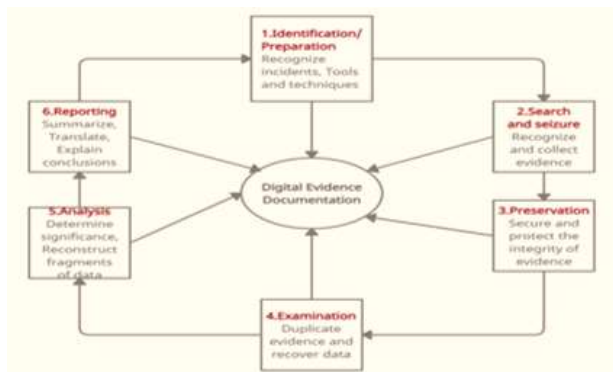 1.Identification/
Preparation
Recognize
incidents, Tools
and techniques
2.Search
and seizure
Recognize
and collect
evidence
3.Preservation
Secure and
protect the
integrity of
evidence
4.Examination
Duplicate
evidence and
recover data
5.Analysis
Determine
significance,
Reconstruct
fragments
of data
6.Reporting
Summarize,
Translate,
Explain
conclusions
Digital Evidence
Documentation